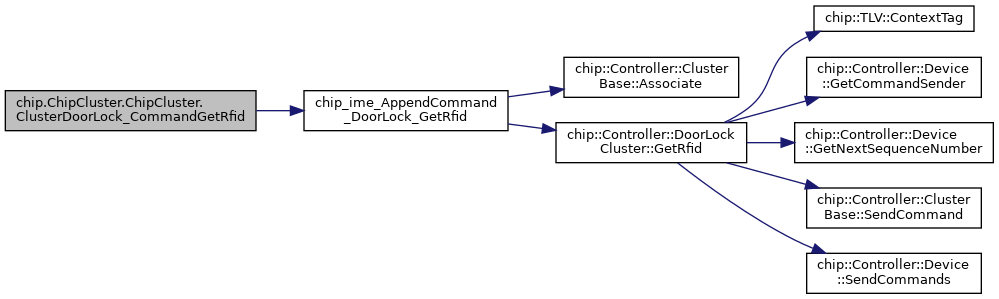 chip.ChipCluster.ChipCluster.
ClusterDoorLock_CommandGetRfid
chip_ime_AppendCommand
_DoorLock_GetRfid
chip::Controller::Cluster
Base::Associate
chip::Controller::DoorLock
Cluster::GetRfid
chip::TLV::ContextTag
chip::Controller::Device
::GetCommandSender
chip::Controller::Device
::GetNextSequenceNumber
chip::Controller::Cluster
Base::SendCommand
chip::Controller::Device
::SendCommands